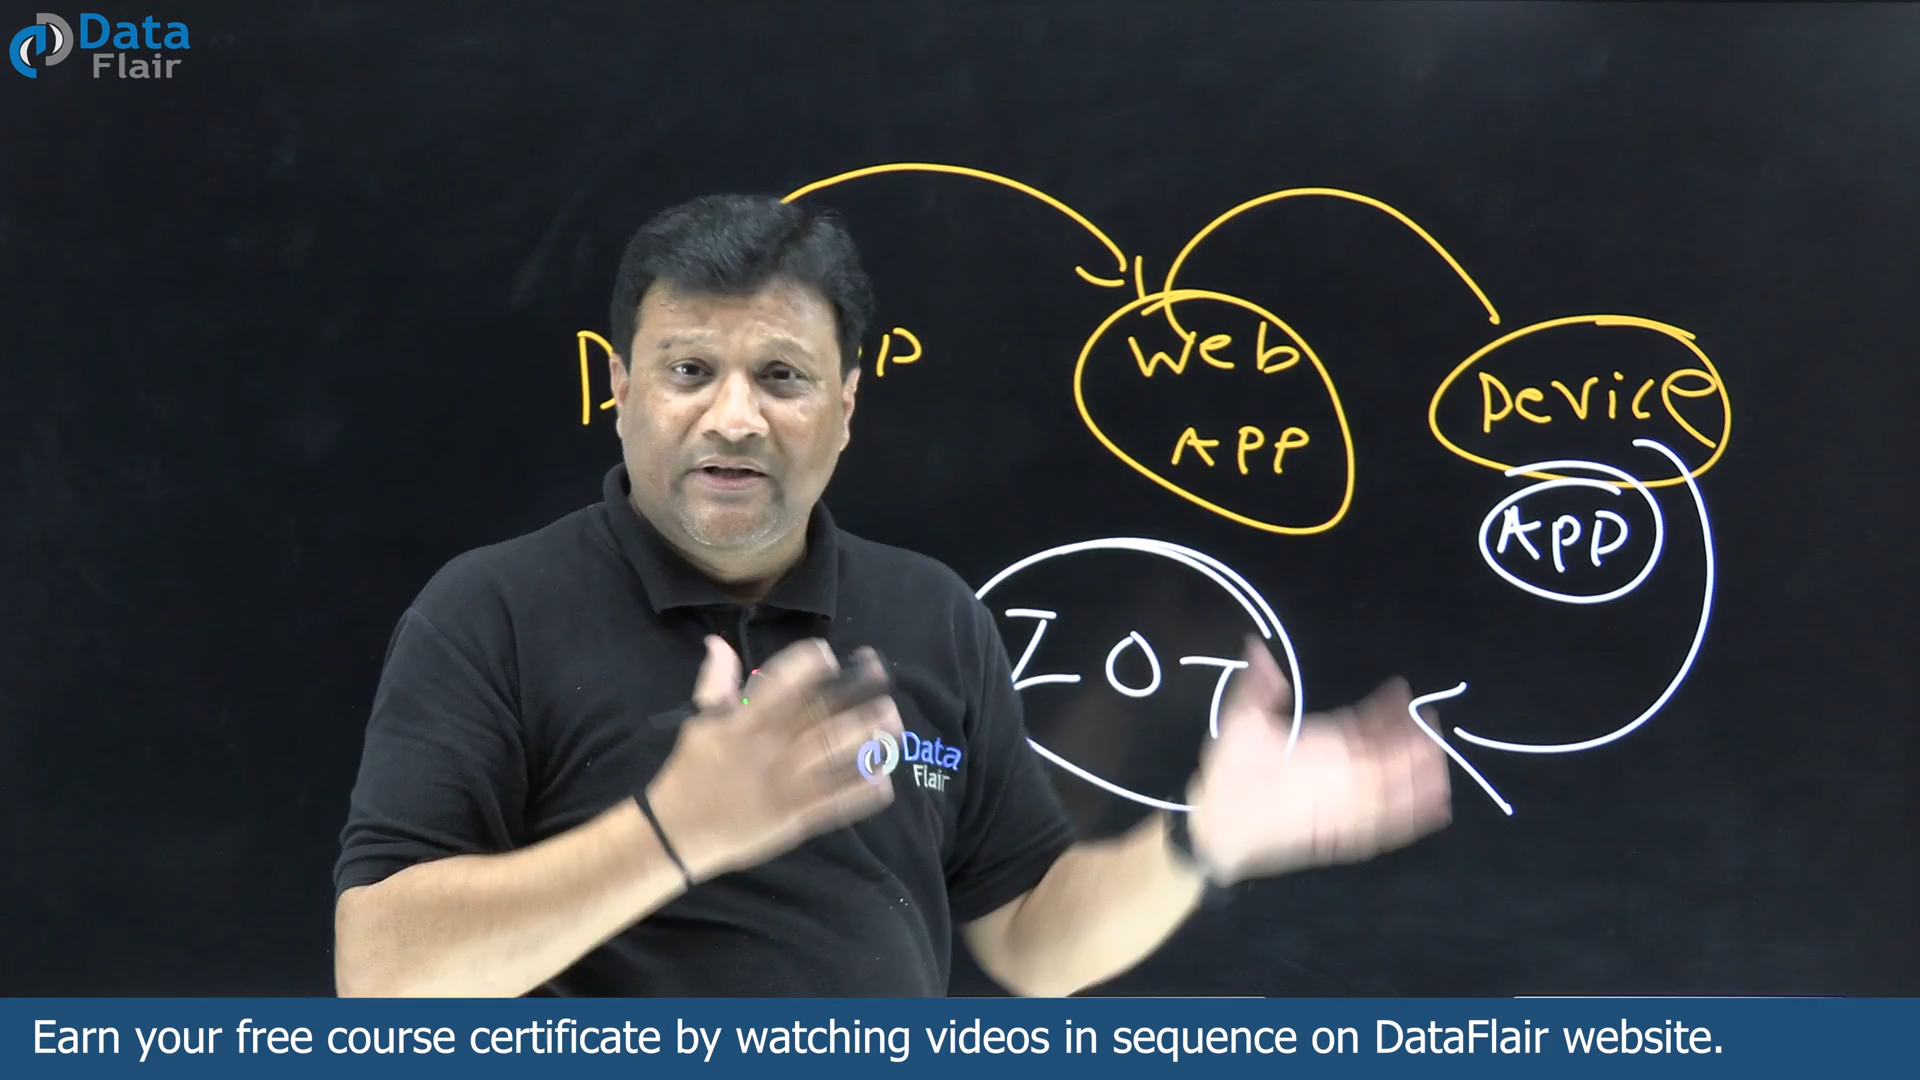 Data
Flair
Web
APP
Device
APP
IOT
Data
Flair
Earn your free course certificate by watching videos in sequence on DataFlair website.